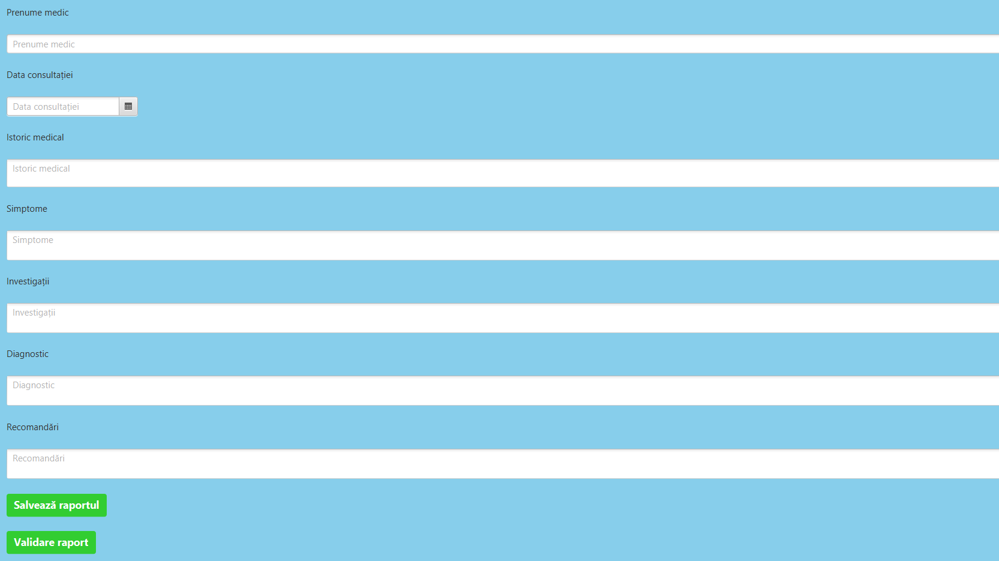 Prenume medic
Prenume medic
Data consultației
Data consultației
Istoric medical
Istoric medical
Simptome
Simptome
Investigații
Investigații
Diagnostic
Diagnostic
Recomandări
Recomandări
Salvează raportul
Validare raport